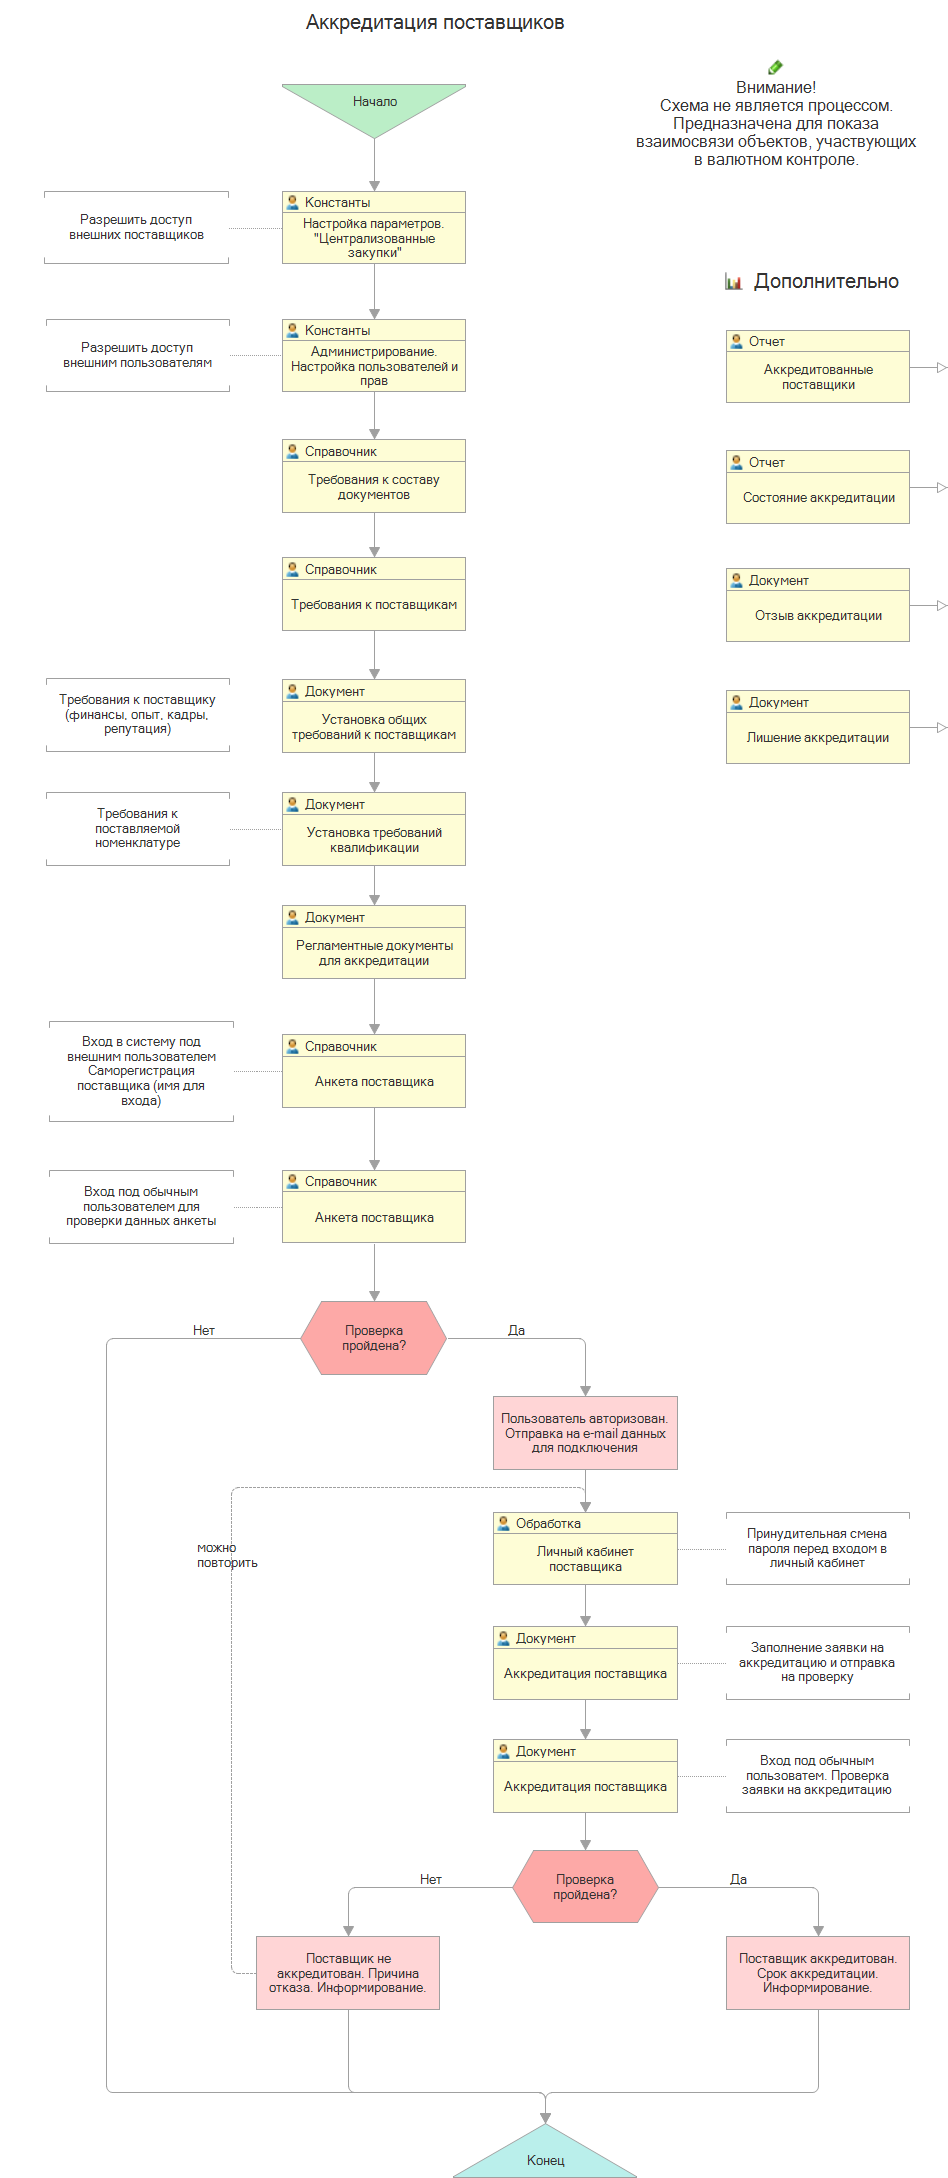 Аккредитация поставщиков
Внимание!
Схема не является процессом.
Предназначена для показа
взаимосвязи объектов, участвующих
в валютном контроле.
Начало
Разрешить доступ
внешних поставщиков
Константы
Настройка параметров.
"Централизованные
закупки"
Дополнительно
Разрешить доступ
внешним пользователям
Константы
Администрирование.
Настройка пользователей и
прав
Отчет
Аккредитованные
поставщики
Справочник
Требования к составу
документов
Отчет
Состояние аккредитации
Справочник
Требования к поставщикам
Документ
Отзыв аккредитации
Требования к поставщику
(финансы, опыт, кадры,
репутация)
Документ
Установка общих
требований к поставщикам
Документ
Лишение аккредитации
Требования к
поставляемой
номенклатуре
Документ
Установка требований
квалификации
Документ
Регламентные документы
для аккредитации
Вход в систему под
внешним пользователем
Саморегистрация
поставщика (имя для
входа)
Справочник
Анкета поставщика
Вход под обычным
пользователем для
проверки данных анкеты
Справочник
Анкета поставщика
Нет
Проверка
пройдена?
Да
Пользователь авторизован.
Отправка на e-mail данных
для подключения
можно
повторить
Обработка
Личный кабинет
поставщика
Принудительная смена
пароля перед входом в
личный кабинет
Документ
Аккредитация поставщика
Заполнение заявки на
аккредитацию и отправка
на проверку
Документ
Аккредитация поставщика
Вход под обычным
пользоватем. Проверка
заявки на аккредитацию
Нет
Проверка
пройдена?
Да
Поставщик не
аккредитован. Причина
отказа. Информирование.
Поставщик аккредитован.
Срок аккредитации.
Информирование.
Конец